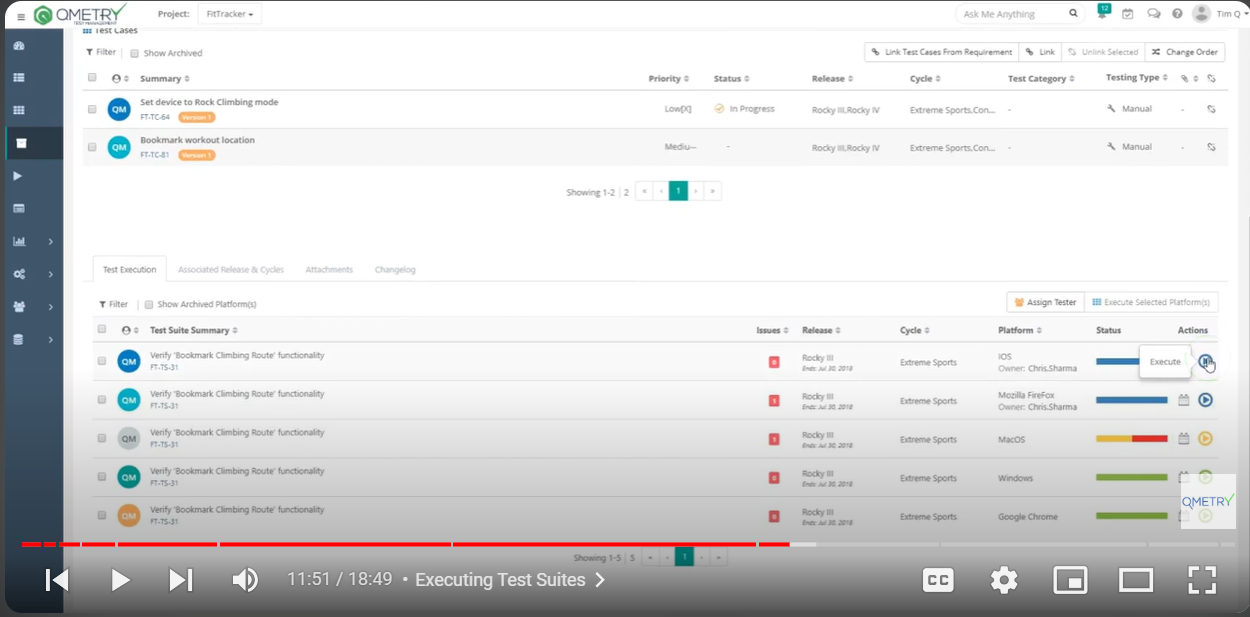 QMETRY Project: FitTracker Ask Me Anything 12 Tim Q
TEST MANAGEMENT
Test Cases
Filter Show Archived Link Test Cases From Requirement Link Unlink Selected Change Order
Summary Priority Status Release Cycle Test Category Testing Type
QM Set device to Rock Climbing mode Low[X] In Progress Rocky III,Rocky IV Extreme Sports,Con... - Manual -
FT-TC-64 Version 1
QM Bookmark workout location Mediu--- - Rocky III,Rocky IV Extreme Sports,Con... - Manual -
FT-TC-81 Version 1
Showing 1-2 | 2 « ‹ 1 › »
Test Execution Associated Release & Cycles Attachments Changelog
Filter Show Archived Platform(s) Assign Tester Execute Selected Platform(s)
Test Suite Summary Issues Release Cycle Platform Status Actions
QM Verify 'Bookmark Climbing Route' functionality 0 Rocky III Extreme Sports IOS Execute
FT-TS-31 Ends: Jul 30, 2018 Owner: Chris.Sharma
QM Verify 'Bookmark Climbing Route' functionality 1 Rocky III Extreme Sports Mozilla FireFox
FT-TS-31 Ends: Jul 30, 2018 Owner: Chris.Sharma
QM Verify 'Bookmark Climbing Route' functionality 1 Rocky III Extreme Sports MacOS
FT-TS-31 Ends: Jul 30, 2018
QM Verify 'Bookmark Climbing Route' functionality 0 Rocky III Extreme Sports Windows
FT-TS-31 Ends: Jul 30, 2018
QMETRY
QM Verify 'Bookmark Climbing Route' functionality 0 Rocky III Extreme Sports Google Chrome
FT-TS-31 Ends: Jul 30, 2018
Showing 1-5 | 5 « ‹ 1 › »
11:51 / 18:49 • Executing Test Suites CC